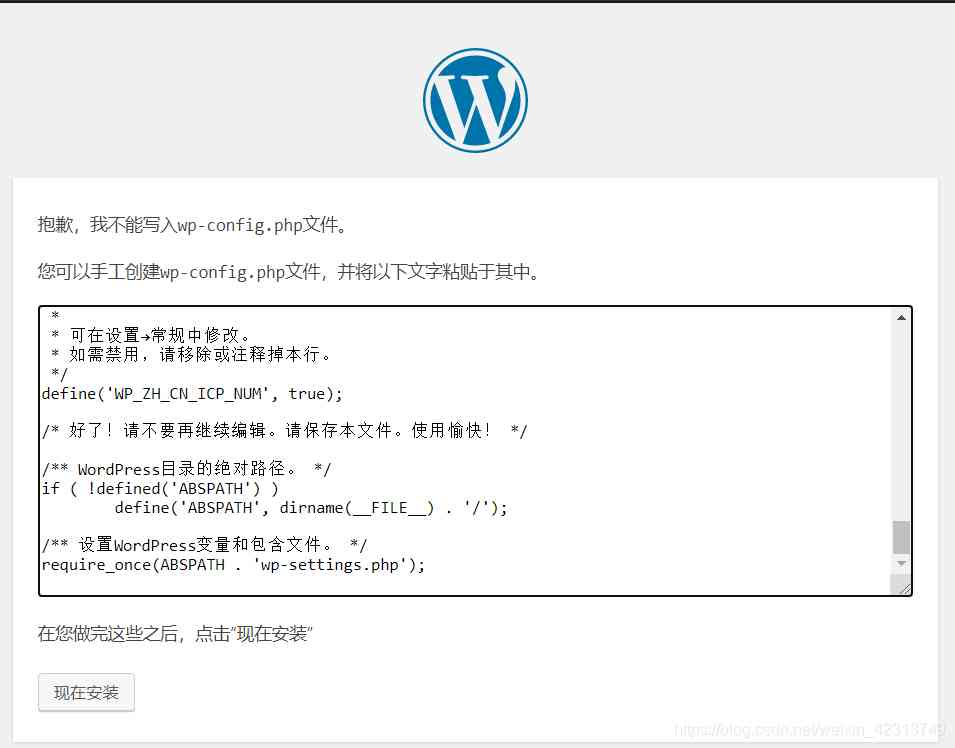 抱歉，我不能写入wp-config.php文件。
您可以手工创建wp-config.php文件，并将以下文字粘贴于其中。
 *
 * 可在设置→常规中修改。
 * 如需禁用，请移除或注释掉本行。
 */
define('WP_ZH_CN_ICP_NUM', true);
/* 好了！请不要再继续编辑。请保存本文件。使用愉快！ */
/** WordPress目录的绝对路径。 */
if ( !defined('ABSPATH') )
        define('ABSPATH', dirname(__FILE__) . '/');
/** 设置WordPress变量和包含文件。 */
require_once(ABSPATH . 'wp-settings.php');
在您做完这些之后，点击“现在安装”
现在安装
https://blog.csdn.net/weixin_42313749